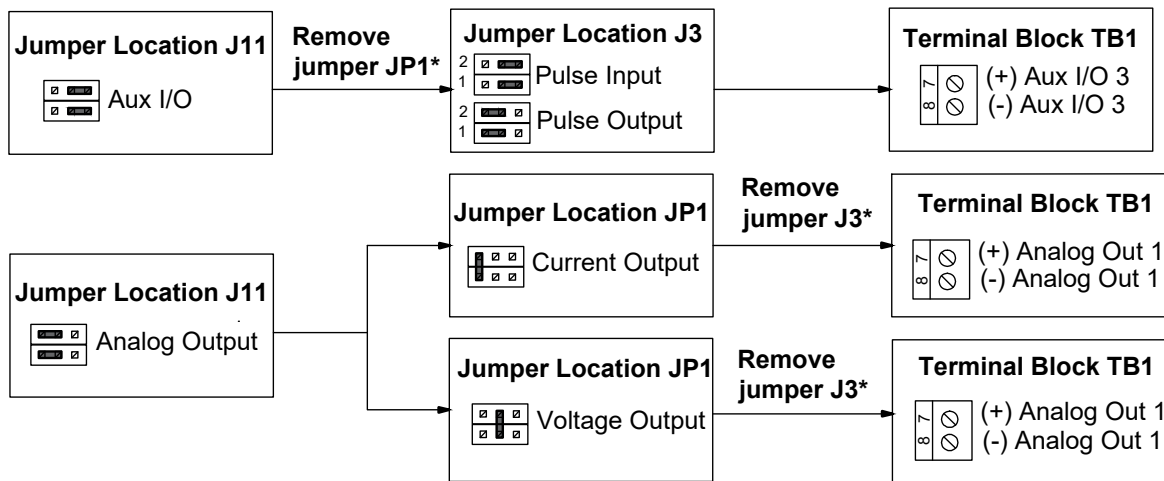 Jumper Location J11
Aux I/O
Remove
jumper JP1*
Jumper Location J3
2
1
Pulse Input
2
1
Pulse Output
Terminal Block TB1
7
8
(+) Aux I/O 3
(-) Aux I/O 3
Jumper Location J11
Analog Output
Jumper Location JP1
Current Output
Remove
jumper J3*
Terminal Block TB1
7
8
(+) Analog Out 1
(-) Analog Out 1
Jumper Location JP1
Voltage Output
Remove
jumper J3*
Terminal Block TB1
7
8
(+) Analog Out 1
(-) Analog Out 1